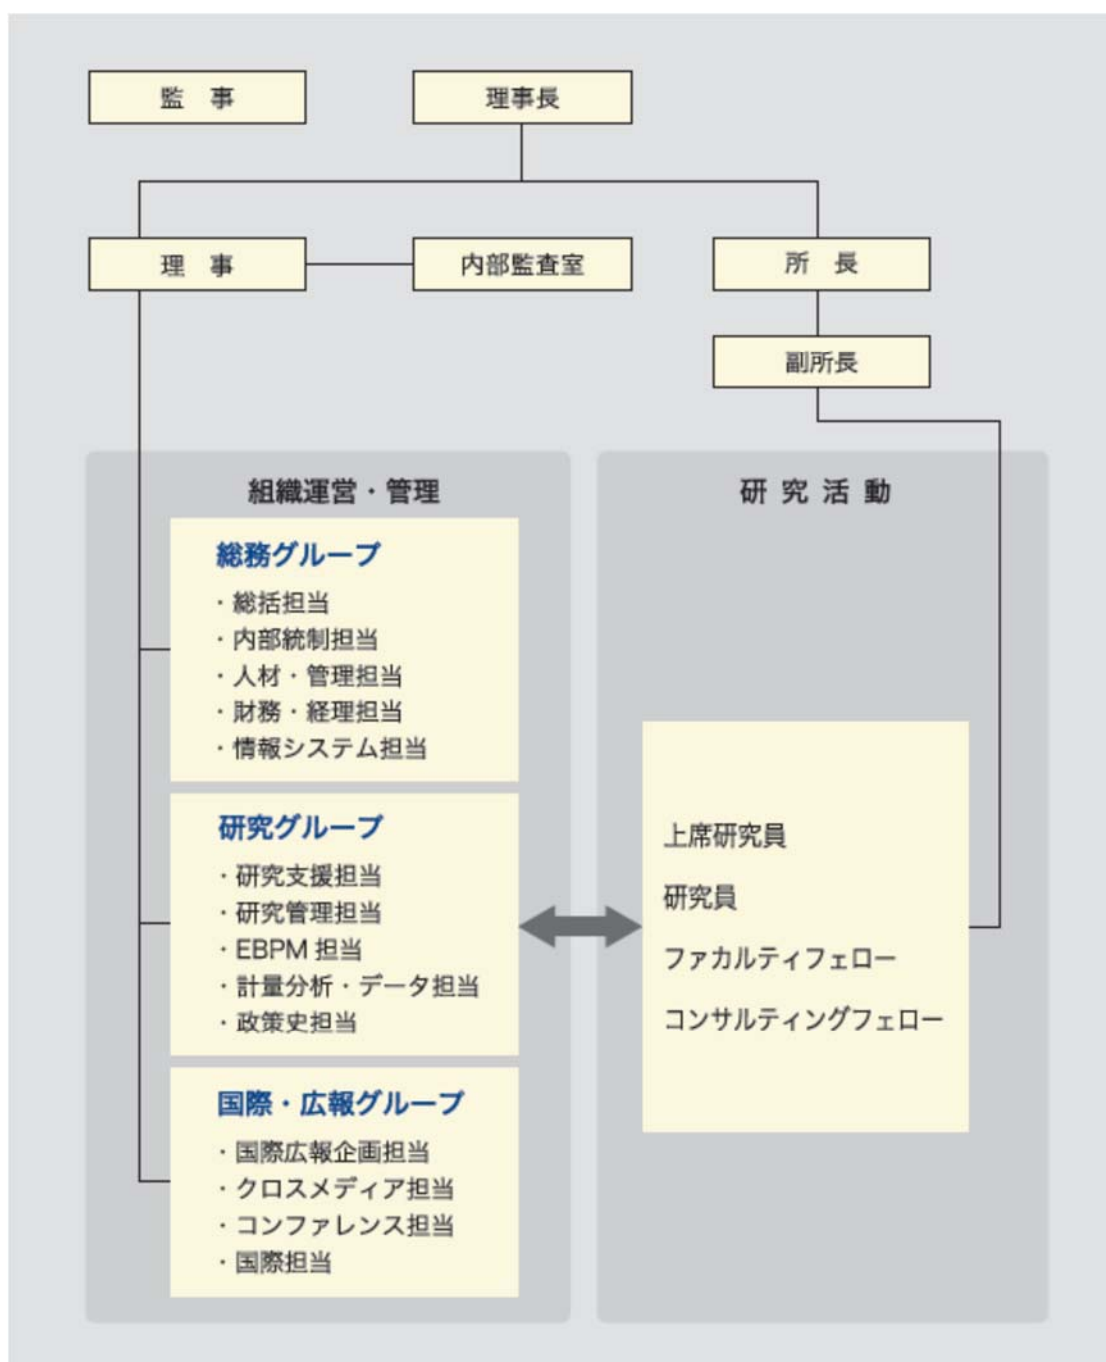 監 事
理事長
理 事
内部監査室
所 長
副所長
組織運営・管理
総務グループ
・総括担当
・内部統制担当
・人材・管理担当
・財務・経理担当
・情報システム担当
研究グループ
・研究支援担当
・研究管理担当
・EBPM 担当
・計量分析・データ担当
・政策史担当
国際・広報グループ
・国際広報企画担当
・クロスメディア担当
・コンファレンス担当
・国際担当
研 究 活 動
上席研究員
研究員
ファカルティフェロー
コンサルティングフェロー